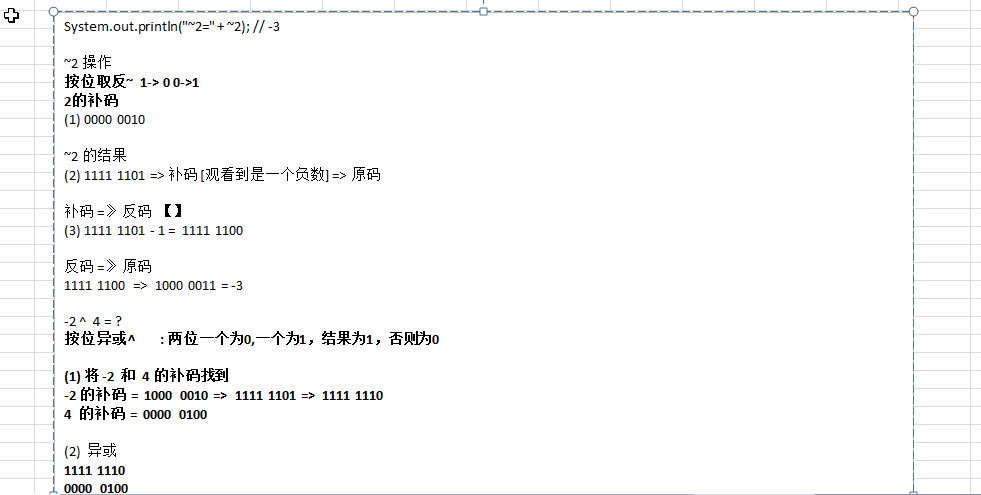 System.out.println("~2=" + ~2); // -3
~2 操作
按位取反~ 1-> 0 0->1
2的补码
(1) 0000 0010
~2 的结果
(2) 1111 1101 => 补码 [观看到是一个负数] => 原码
补码 =》反码 【】
(3) 1111 1101 - 1 = 1111 1100
反码 =》原码
1111 1100 => 1000 0011 = -3
-2 ^ 4 = ?
按位异或^ : 两位一个为0,一个为1，结果为1，否则为0
(1) 将 -2 和 4 的补码找到
-2 的补码 = 1000 0010 => 1111 1101 => 1111 1110
4 的补码 = 0000 0100
(2) 异或
1111 1110
0000 0100